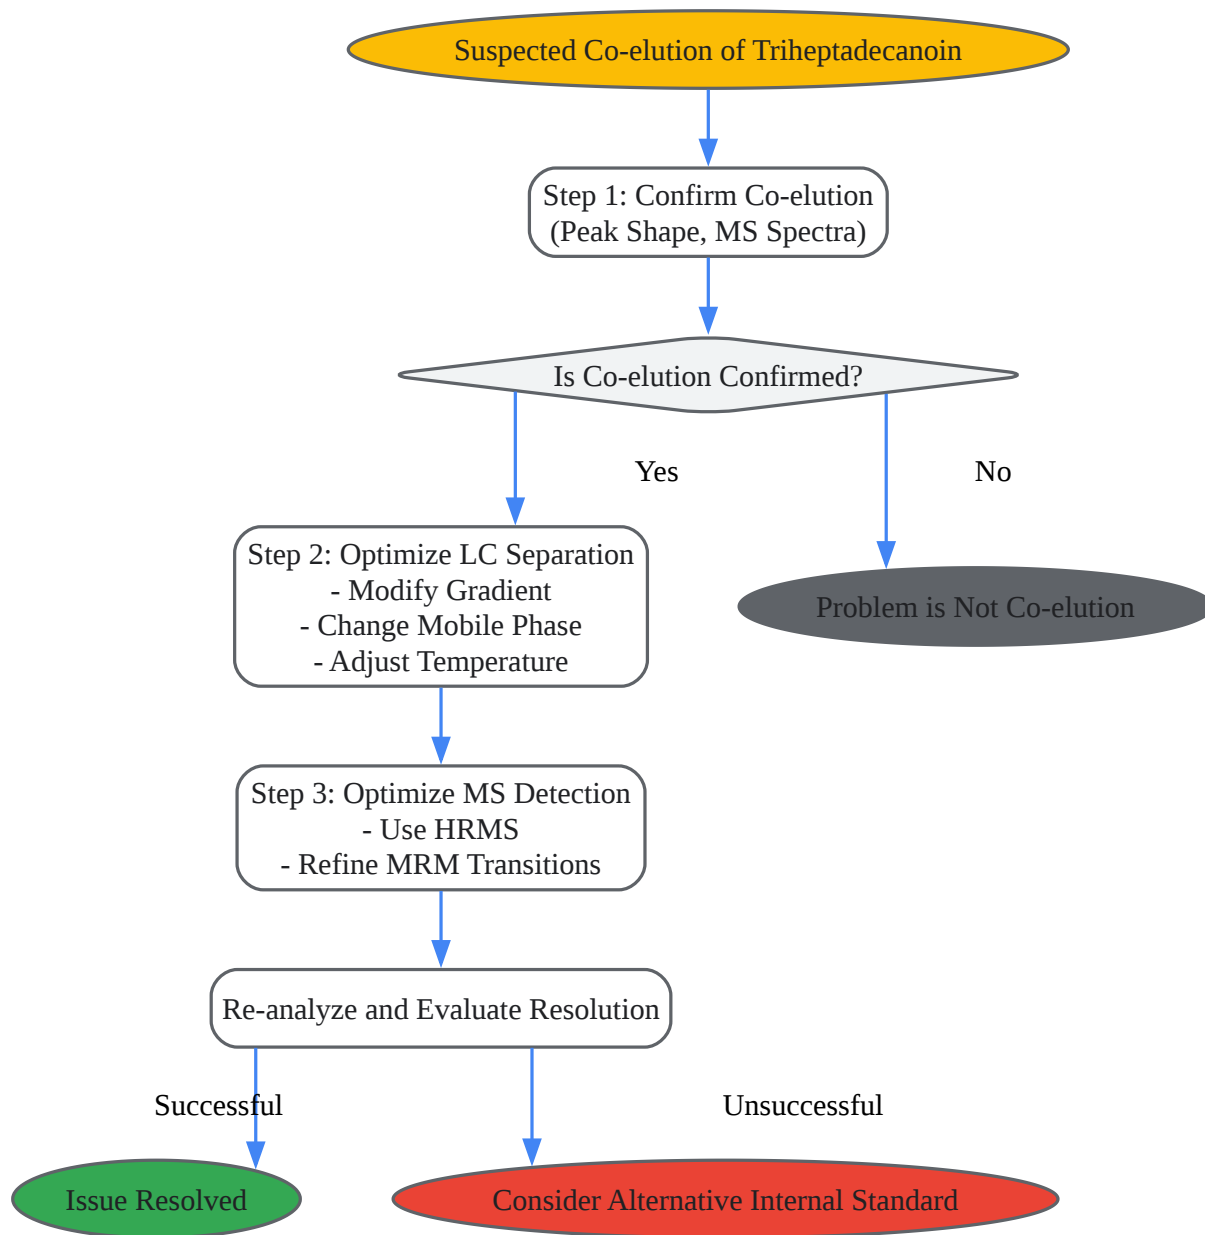 Suspected Co-elution of Triheptadecanoin
Step 1: Confirm Co-elution
(Peak Shape, MS Spectra)
Is Co-elution Confirmed?
Yes
No
Step 2: Optimize LC Separation
- Modify Gradient
- Change Mobile Phase
- Adjust Temperature
Problem is Not Co-elution
Step 3: Optimize MS Detection
- Use HRMS
- Refine MRM Transitions
Re-analyze and Evaluate Resolution
Successful
Unsuccessful
Issue Resolved
Consider Alternative Internal Standard